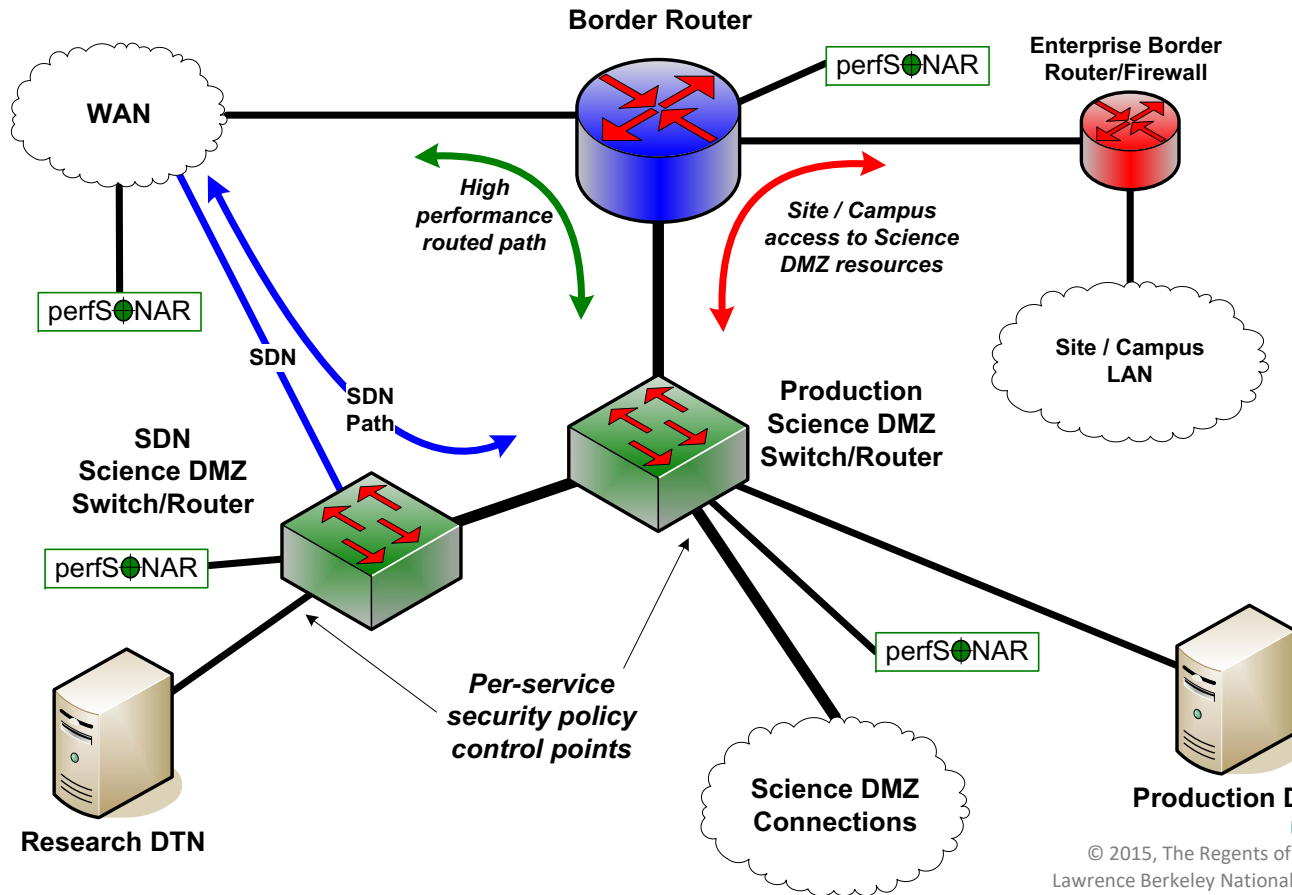 Border Router
perfSONAR
Enterprise Border
Router/Firewall
WAN
High
performance
routed path
Site / Campus
access to Science
DMZ resources
perfSONAR
SDN
SDN
Path
Site / Campus
LAN
Production
Science DMZ
Switch/Router
SDN
Science DMZ
Switch/Router
perfSONAR
perfSONAR
Per-service
security policy
control points
Science DMZ
Connections
Research DTN
Production D
© 2015, The Regents of
Lawrence Berkeley National